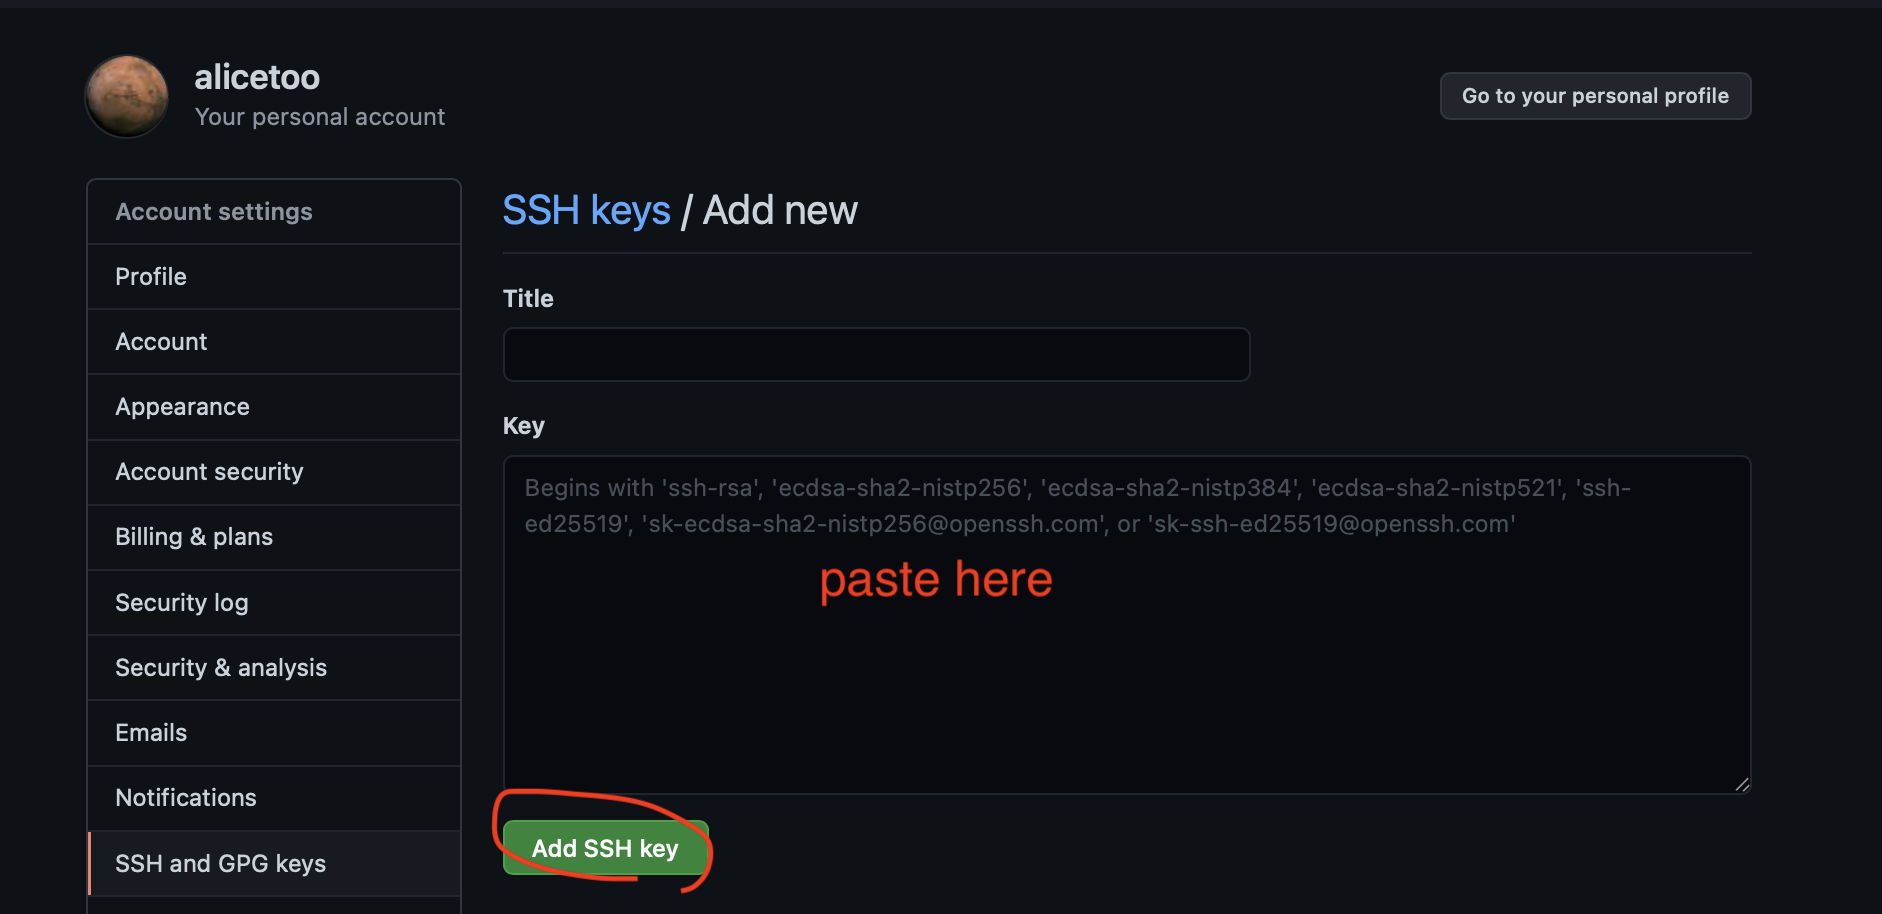 alicetoo
Your personal account
Go to your personal profile
Account settings
Profile
Account
Appearance
Account security
Billing & plans
Security log
Security & analysis
Emails
Notifications
SSH and GPG keys
SSH keys / Add new
Title
Key
Begins with 'ssh-rsa', 'ecdsa-sha2-nistp256', 'ecdsa-sha2-nistp384', 'ecdsa-sha2-nistp521', 'ssh-
ed25519', 'sk-ecdsa-sha2-nistp256@openssh.com', or 'sk-ssh-ed25519@openssh.com'
paste here
Add SSH key